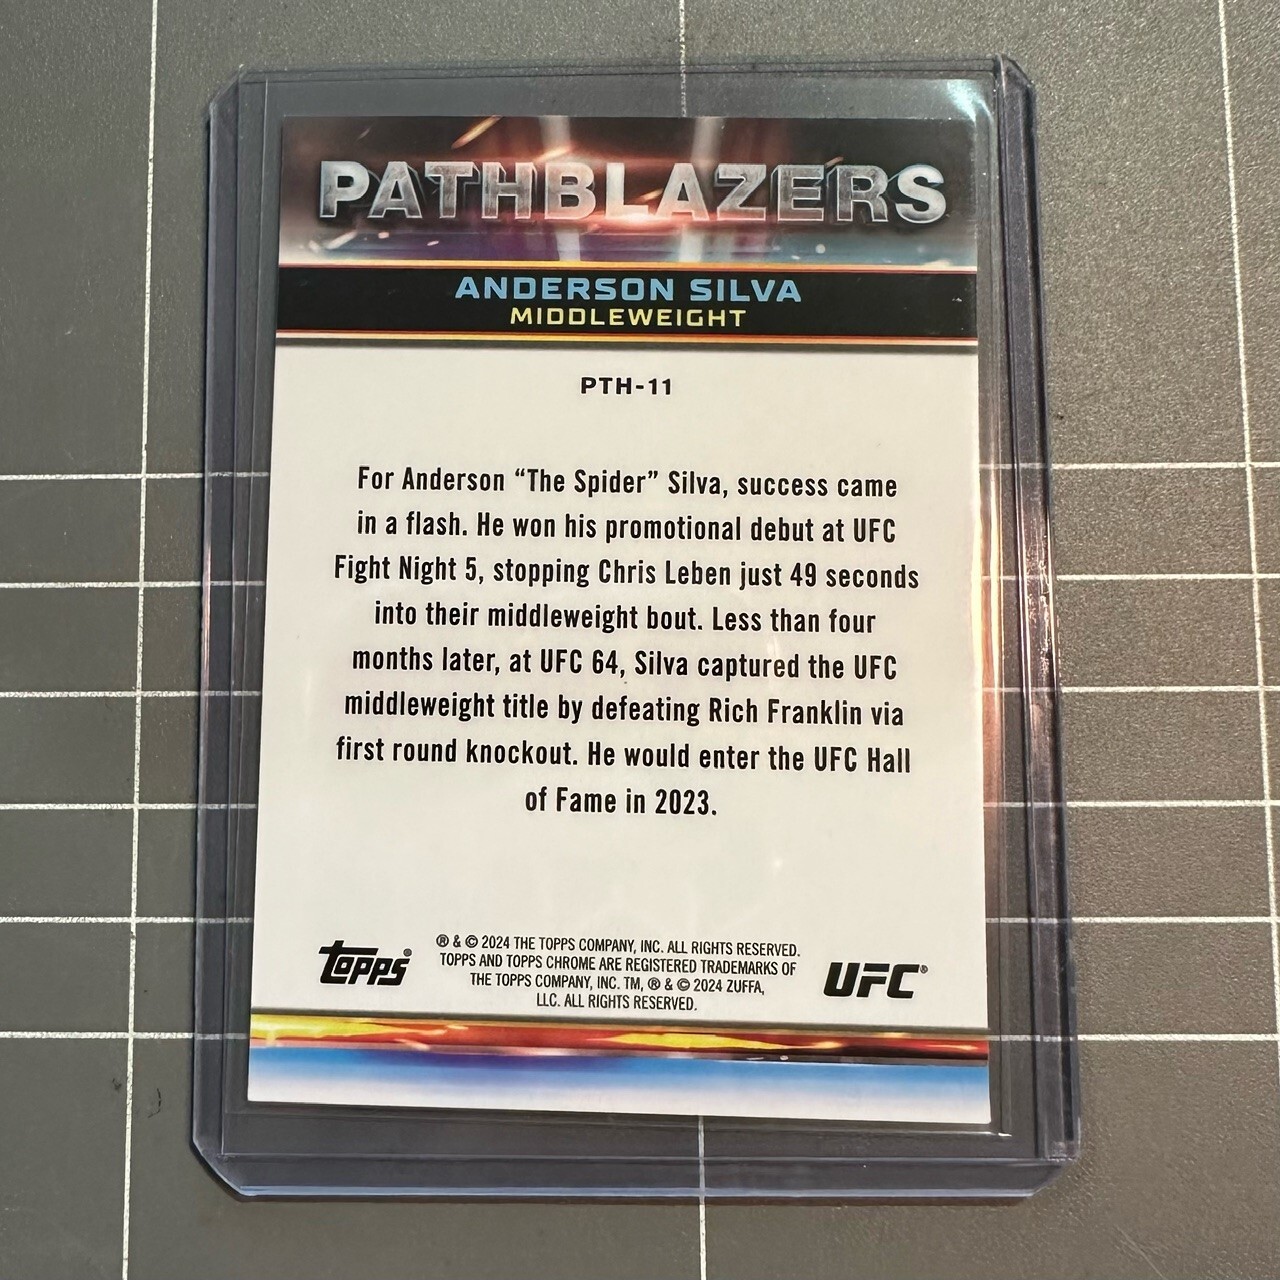 PATHBLAZERS
ANDERSON SILVA
MIDDLEWEIGHT
PTH-11
For Anderson “The Spider” Silva, success came
in a flash. He won his promotional debut at UFC
Fight Night 5, stopping Chris Leben just 49 seconds
into their middleweight bout. Less than four
months later, at UFC 64, Silva captured the UFC
middleweight title by defeating Rich Franklin via
first round knockout. He would enter the UFC Hall
of Fame in 2023.
® & © 2024 THE TOPPS COMPANY, INC. ALL RIGHTS RESERVED.
TOPPS AND TOPPS CHROME ARE REGISTERED TRADEMARKS OF
THE TOPPS COMPANY, INC. TM, ® & © 2024 ZUFFA,
LLC. ALL RIGHTS RESERVED.
Topps®
UFC®